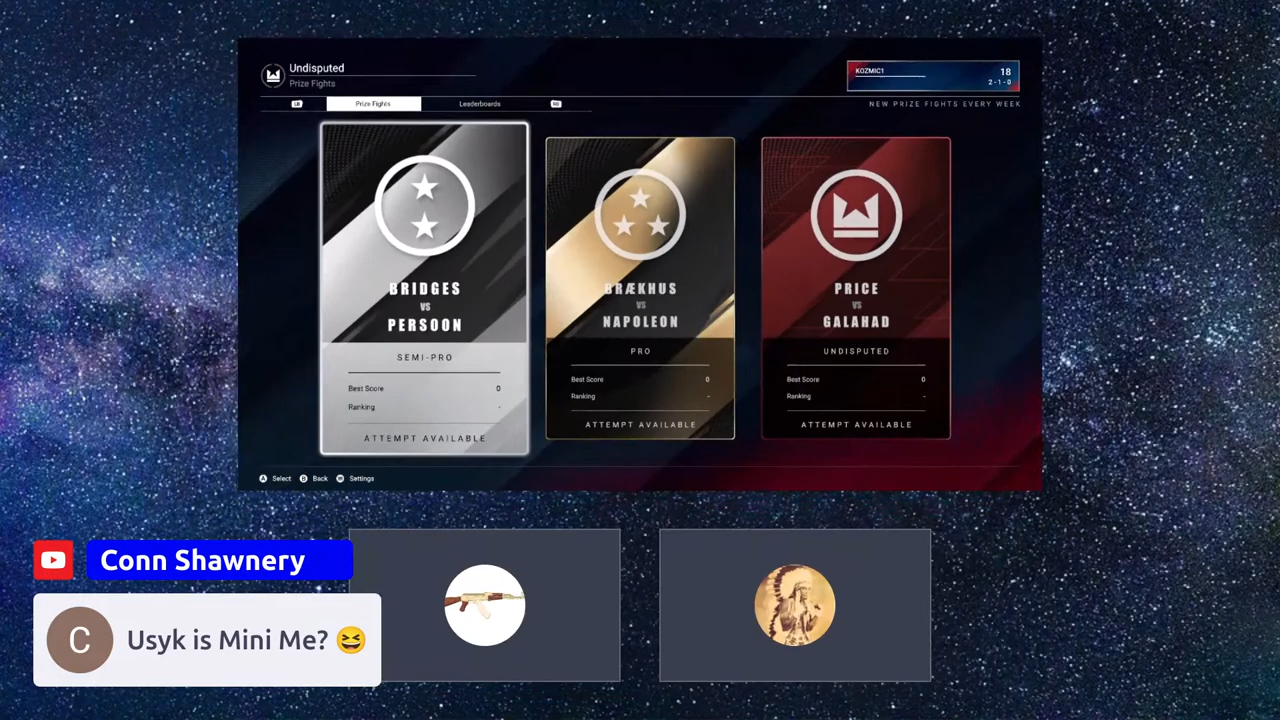 Undisputed
Prize Fights
KOZMIC1
18
2-1-0
LB
Prize Fights
Leaderboards
RB
NEW PRIZE FIGHTS EVERY WEEK
BRIDGES
VS
PERSOON
SEMI-PRO
Best Score 0
Ranking -
ATTEMPT AVAILABLE
BRÆKHUS
VS
NAPOLEON
PRO
Best Score 0
Ranking -
ATTEMPT AVAILABLE
PRICE
VS
GALAHAD
UNDISPUTED
Best Score 0
Ranking -
ATTEMPT AVAILABLE
A Select B Back Settings
Conn Shawnery
C
Usyk is Mini Me? 😆